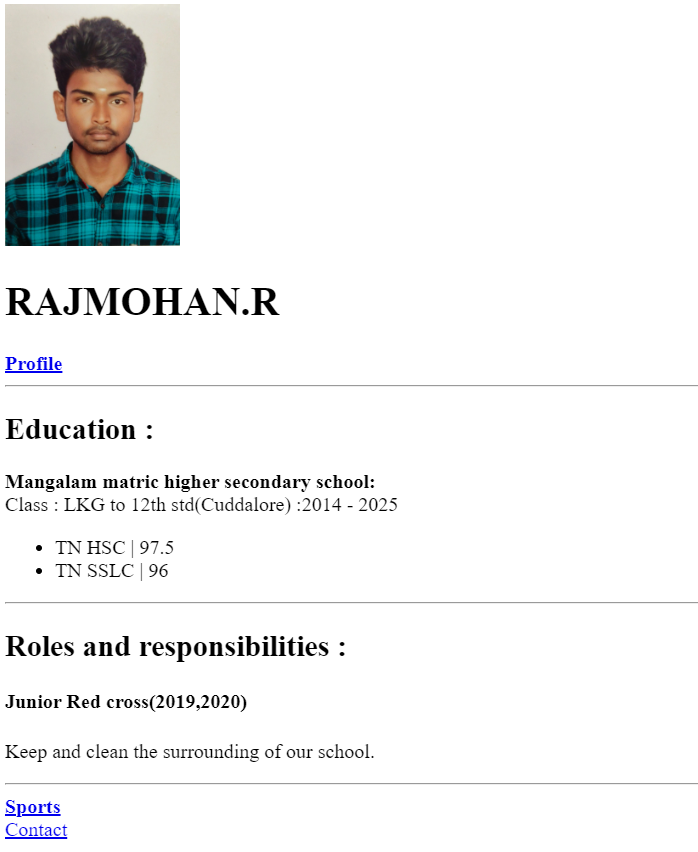 RAJMOHAN.R
Profile
Education :
Mangalam matric higher secondary school:
Class : LKG to 12th std(Cuddalore) :2014 - 2025
• TN HSC | 97.5
• TN SSLC | 96
Roles and responsibilities :
Junior Red cross(2019,2020)
Keep and clean the surrounding of our school.
Sports
Contact